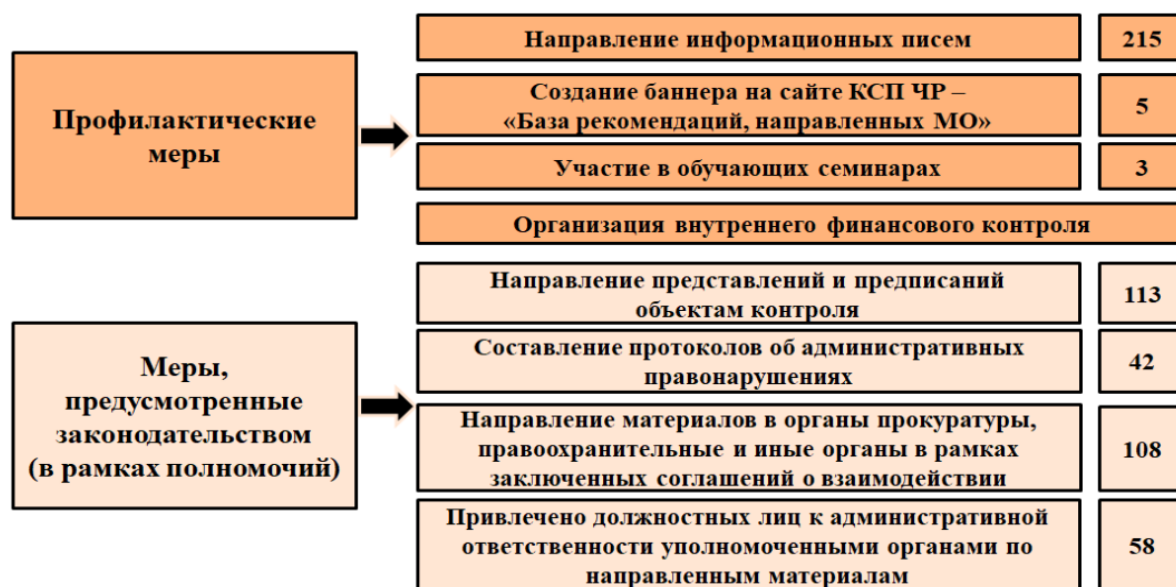 Профилактические
меры
Направление информационных писем
215
Создание баннера на сайте КСП ЧР –
«База рекомендаций, направленных МО»
5
Участие в обучающих семинарах
3
Организация внутреннего финансового контроля
Меры,
предусмотренные
законодательством
(в рамках полномочий)
Направление представлений и предписаний
объектам контроля
113
Составление протоколов об административных
правонарушениях
42
Направление материалов в органы прокуратуры,
правоохранительные и иные органы в рамках
заключенных соглашений о взаимодействии
108
Привлечено должностных лиц к административной
ответственности уполномоченными органами по
направленным материалам
58